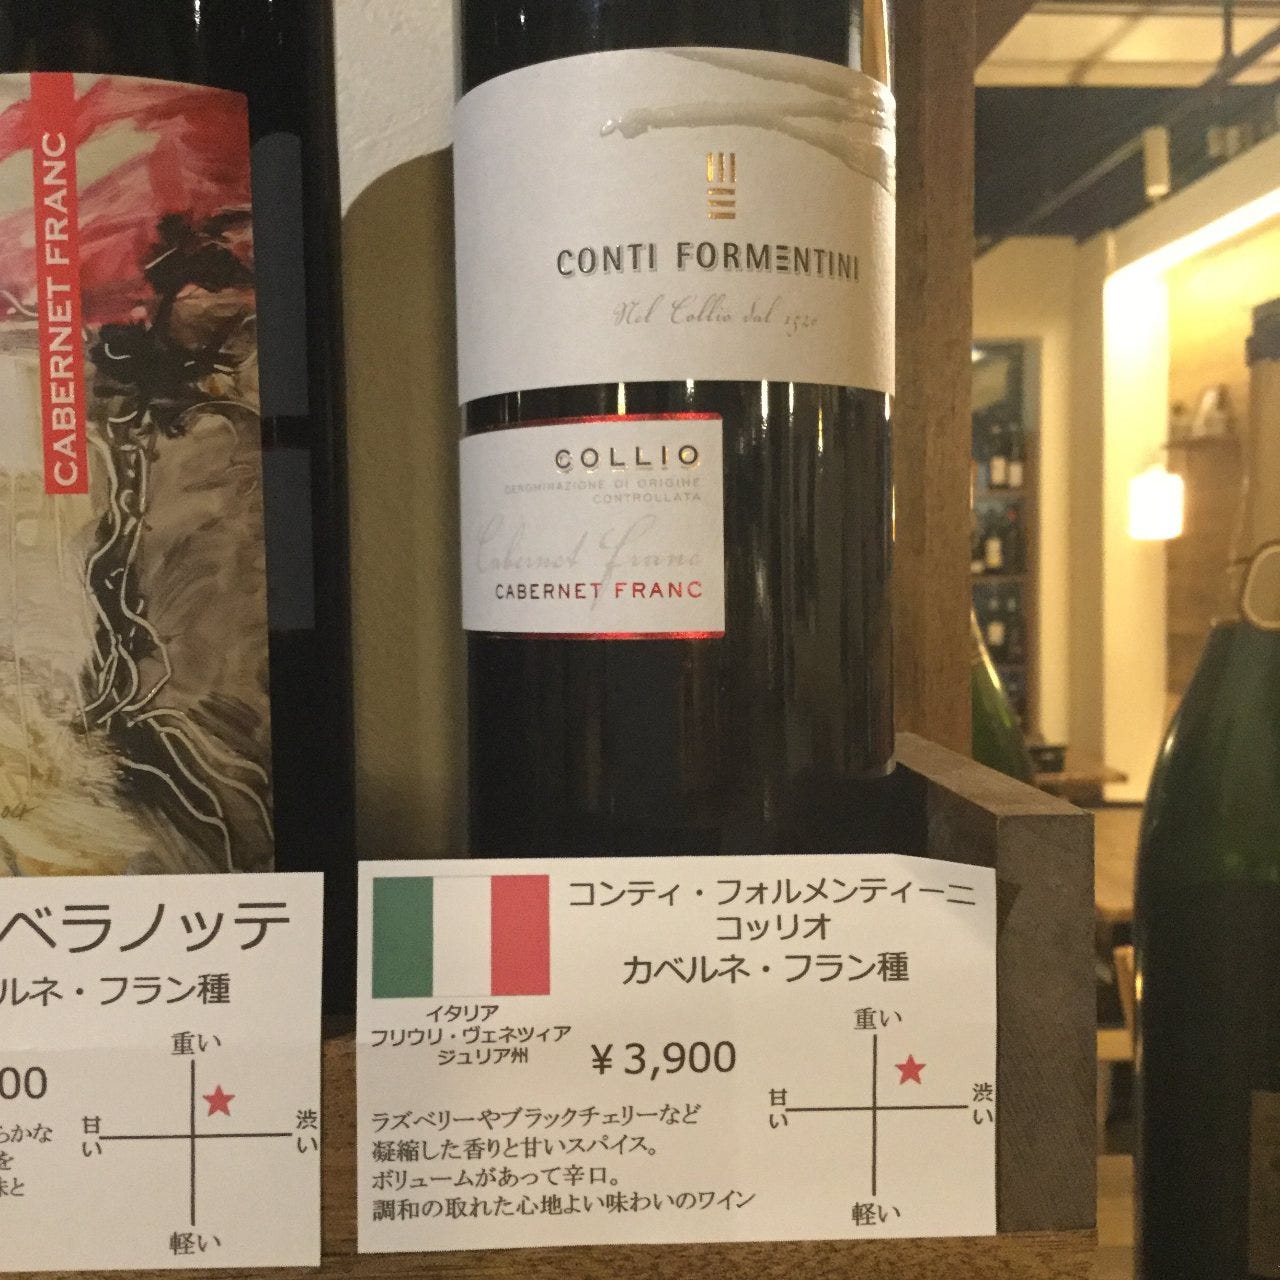 CABERNET FRANC
CONTI FORMENTINI
Nel Collio dal 1520
COLLIO
DENOMINAZIONE DI ORIGINE
CONTROLLATA
Cabernet Franc
CABERNET FRANC
ベラノッテ
ルネ・フラン種
00
重い
甘い
渋い
軽い
らかな
を
味と
コンティ・フォルメンティーニ
コッリオ
カベルネ・フラン種
イタリア
フリウリ・ヴェネツィア
ジュリア州
¥3,900
ラズベリーやブラックチェリーなど
凝縮した香りと甘いスパイス。
ボリュームがあって辛口。
調和の取れた心地よい味わいのワイン
重い
甘い
渋い
軽い